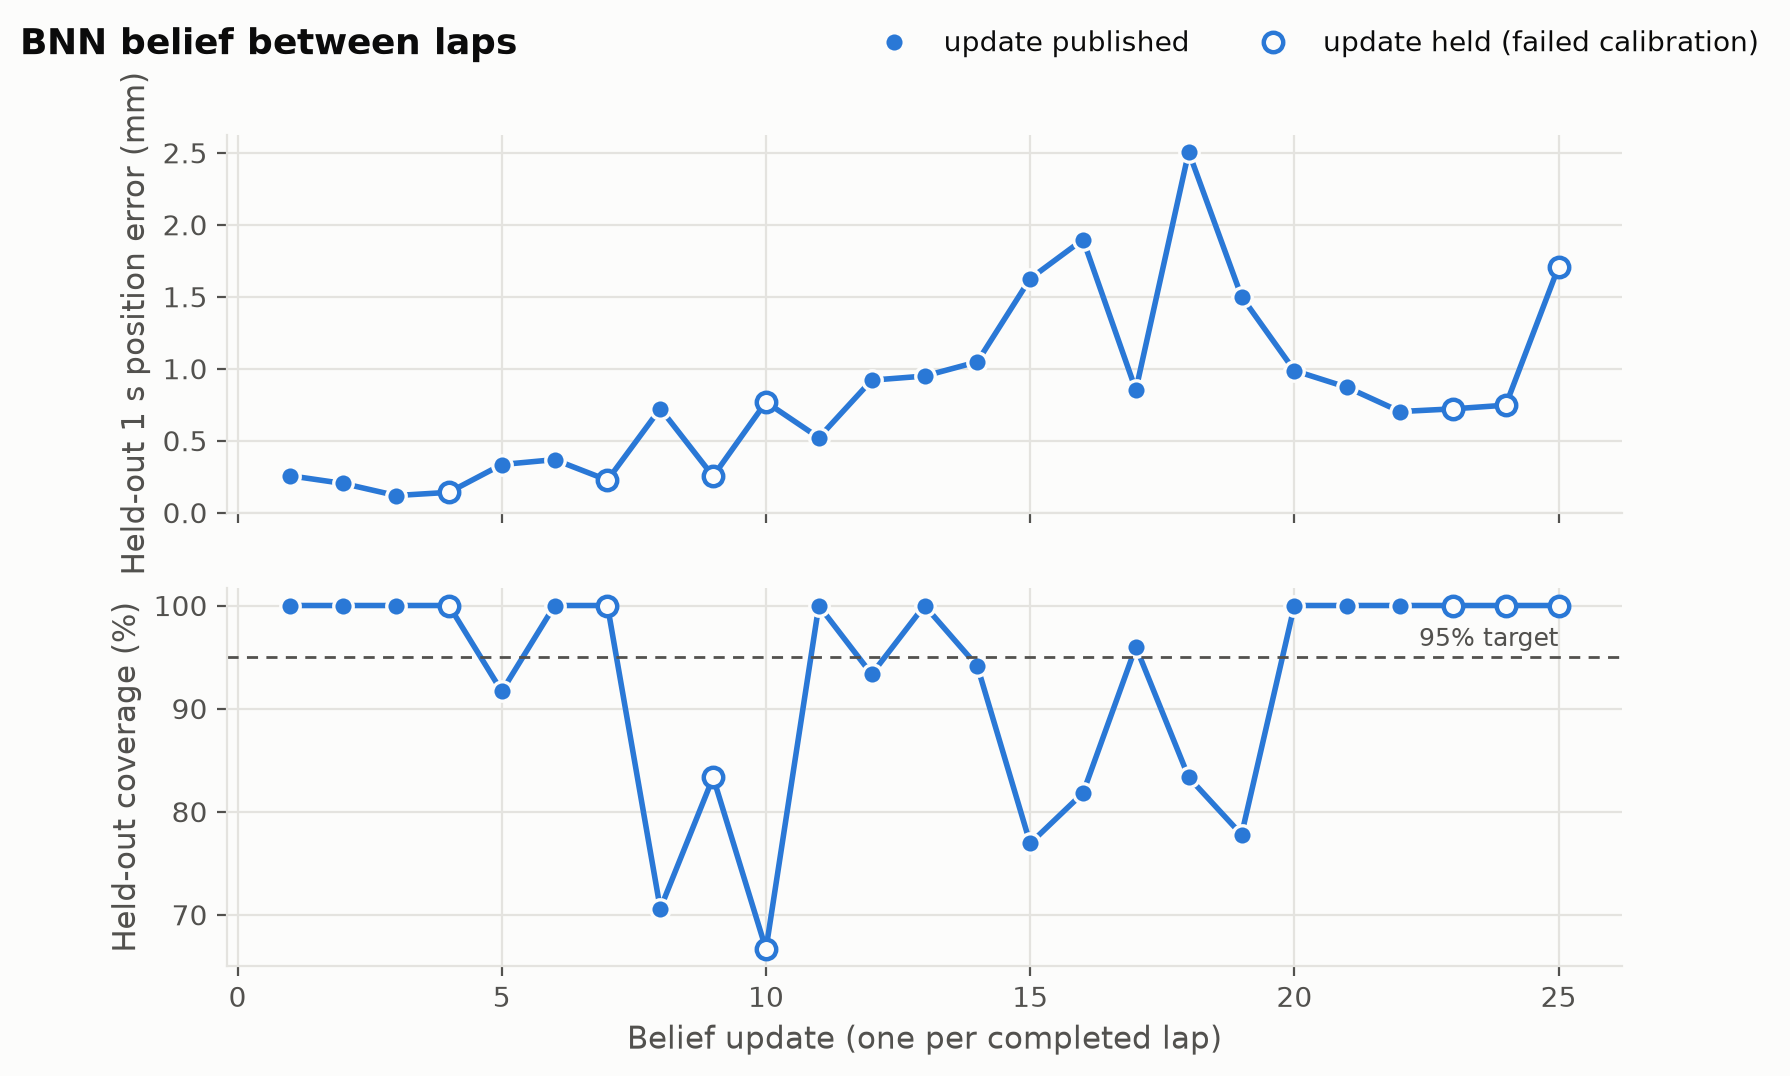 BNN belief between laps
update published
update held (failed calibration)
Held-out 1 s position error (mm)
2.5
2.0
1.5
1.0
0.5
0.0
Held-out coverage (%)
100
90
80
70
95% target
0 5 10 15 20 25
Belief update (one per completed lap)